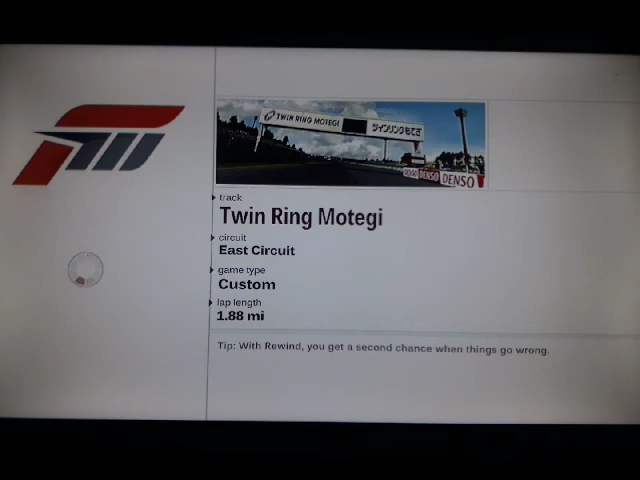 TWIN RING MOTEGI ツインリンクもてぎ
DENSO DENSO
track
Twin Ring Motegi
circuit
East Circuit
game type
Custom
lap length
1.88 mi
Tip: With Rewind, you get a second chance when things go wrong.